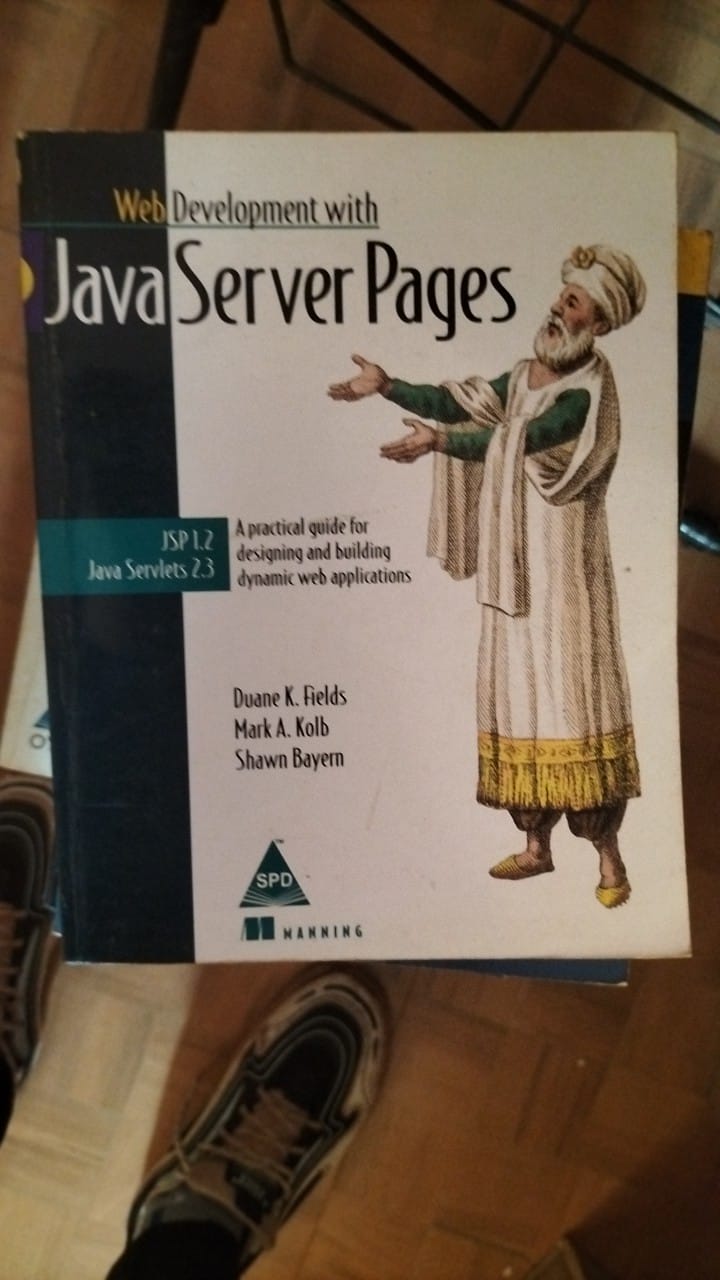 Web Development with
Java Server Pages
JSP 1.2
Java Servlets 2.3
A practical guide for
designing and building
dynamic web applications
Duane K. Fields
Mark A. Kolb
Shawn Bayern
SPD
MANNING